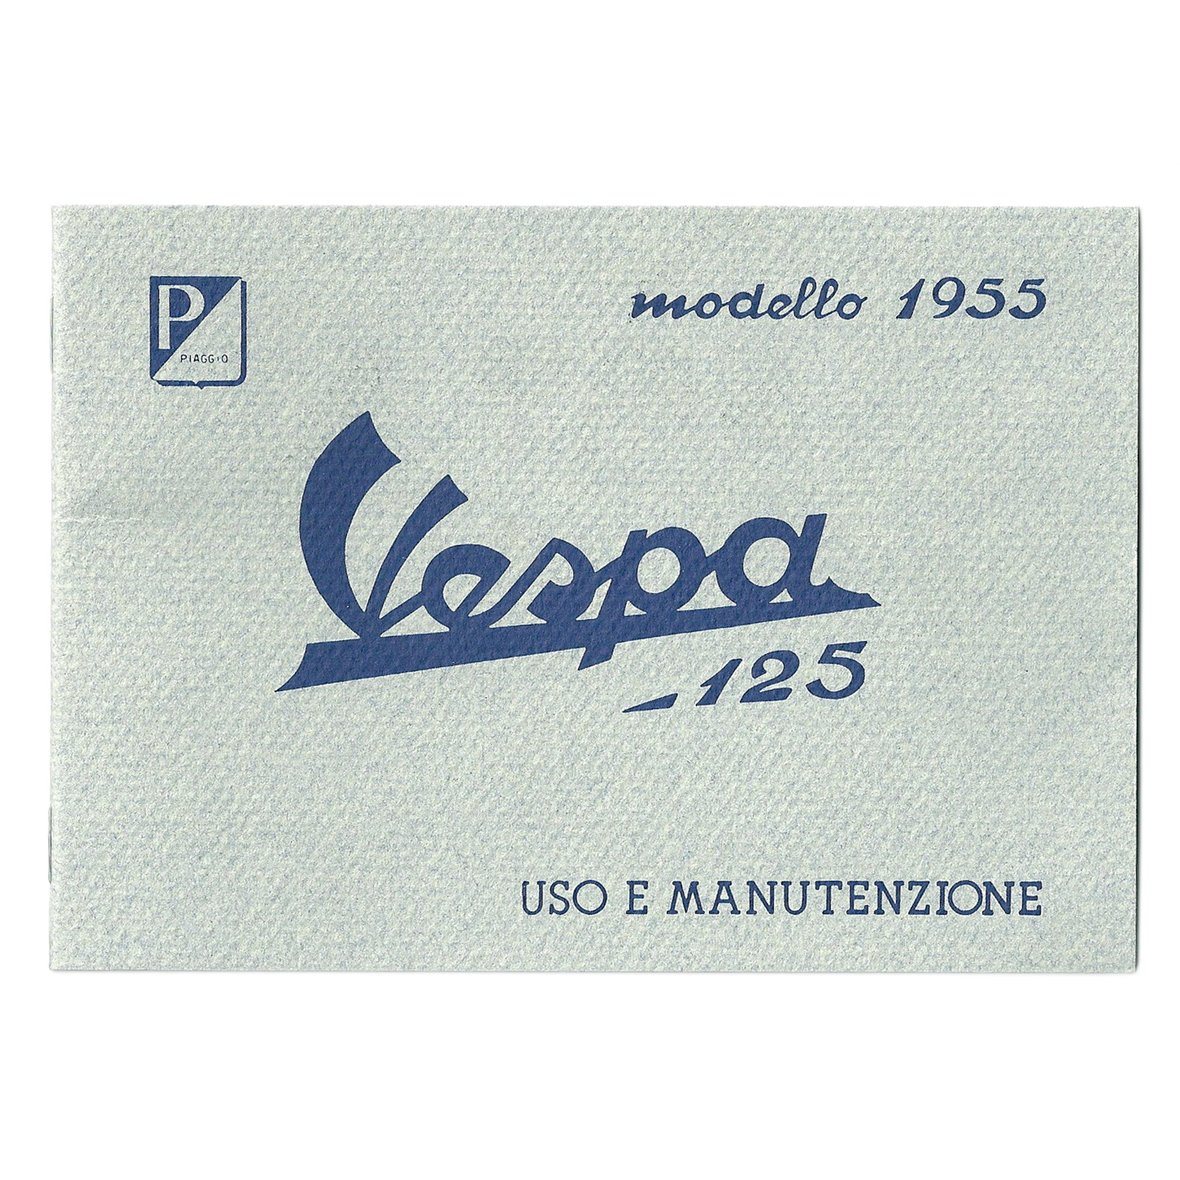 P
PIAGGIO
modello 1955
Vespa
125
USO E MANUTENZIONE